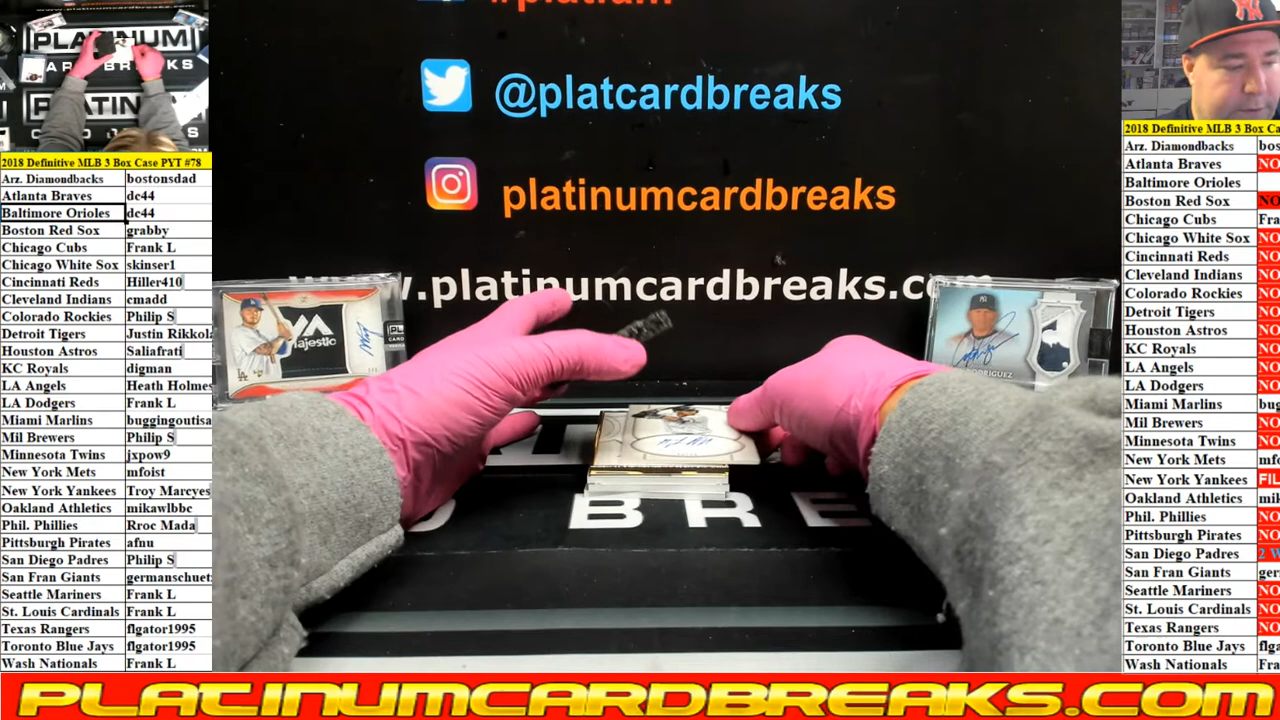 #platinum
@platcardbreaks
platinumcardbreaks
www.platinumcardbreaks.com
PLATINUM
CARD BREAKS
2018 Definitive MLB 3 Box Case PYT #78
Arz. Diamondbacks bostonsdad
Atlanta Braves dc44
Baltimore Orioles dc44
Boston Red Sox grabby
Chicago Cubs Frank L
Chicago White Sox skinser1
Cincinnati Reds Hiller410
Cleveland Indians cmadd
Colorado Rockies Philip S
Detroit Tigers Justin Rikkol
Houston Astros Saliafrati
KC Royals digman
LA Angels Heath Holmes
LA Dodgers Frank L
Miami Marlins buggingoutisa
Mil Brewers Philip S
Minnesota Twins jxpow9
New York Mets mfoist
New York Yankees Troy Marcyes
Oakland Athletics mikawlbbc
Phil. Phillies Rroc Mada
Pittsburgh Pirates afnu
San Diego Padres Philip S
San Fran Giants germanschuet
Seattle Mariners Frank L
St. Louis Cardinals Frank L
Texas Rangers flgator1995
Toronto Blue Jays flgator1995
Wash Nationals Frank L
ajestic
RODRIGUEZ
BRE
2018 Definitive MLB 3 Box Ca
Arz. Diamondbacks bos
Atlanta Braves NO
Baltimore Orioles
Boston Red Sox NO
Chicago Cubs Fra
Chicago White Sox NO
Cincinnati Reds NO
Cleveland Indians NO
Colorado Rockies NO
Detroit Tigers NO
Houston Astros NO
KC Royals NO
LA Angels NO
LA Dodgers NO
Miami Marlins bug
Mil Brewers NO
Minnesota Twins NO
New York Mets mfo
New York Yankees FIL
Oakland Athletics mil
Phil. Phillies NO
Pittsburgh Pirates NO
San Diego Padres 2 W
San Fran Giants ger
Seattle Mariners NO
St. Louis Cardinals NO
Texas Rangers NO
Toronto Blue Jays flga
Wash Nationals Fra
PLATINUMCARDBREAKS.COM